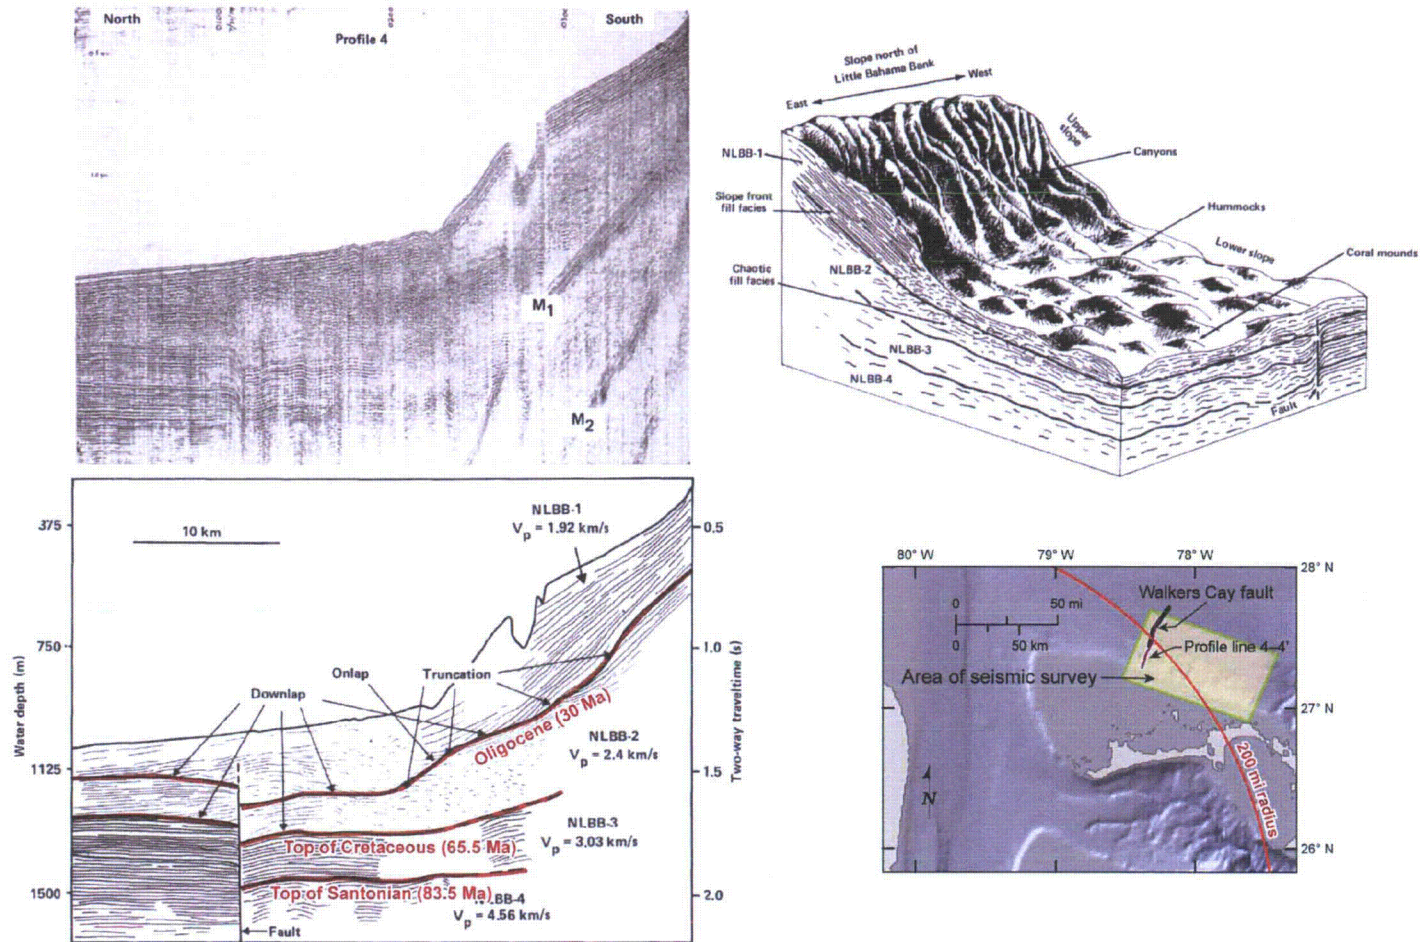 North
South
Profile 4
M1
M2
Slope north of
Little Bahama Bank
East
West
Upper
slope
NLBB-1
Canyons
Slope front
fill facies
Hummocks
Lower slope
Coral mounds
NLBB-2
Chaotic
fill facies
NLBB-3
NLBB-4
Fault
NLBB-1
Vp = 1.92 km/s
10 km
375
0.5
750
1.0
Onlap
Truncation
Downlap
Oligocene (30 Ma)
NLBB-2
Vp = 2.4 km/s
1125
1.5
NLBB-3
Vp = 3.03 km/s
Top of Cretaceous (65.5 Ma)
Top of Santonian (83.5 Ma)
NLBB-4
Vp = 4.56 km/s
1500
2.0
Fault
Water depth (m)
Two-way traveltime (s)
80° W
79° W
78° W
28° N
Walkers Cay fault
0
50 mi
0
50 km
Profile line 4–4'
Area of seismic survey
27° N
200 mi radius
N
26° N